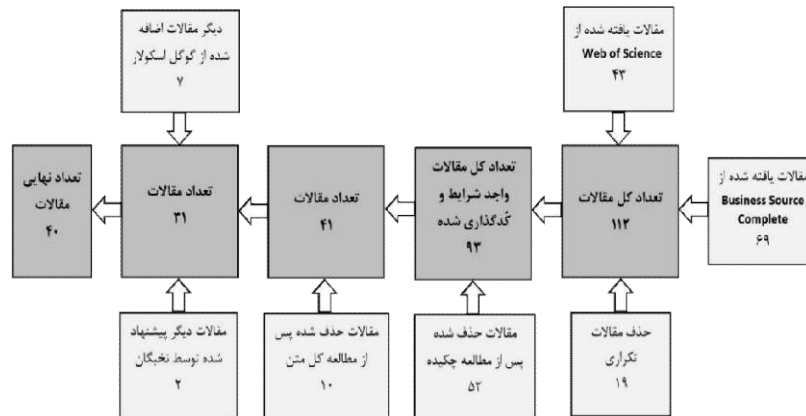 مقالات یافته شده از
Web of Science
۴۳
مقالات یافته شده از
Business Source
Complete
۶۹
تعداد کل مقالات
۱۱۲
حذف مقالات
تکراری
۱۹
تعداد کل مقالات
واجد شرایط و
کُدگذاری شده
۹۳
مقالات حذف شده
پس از مطالعه چکیده
۵۲
تعداد مقالات
۴۱
مقالات حذف شده پس
از مطالعه کل متن
۱۰
دیگر مقالات اضافه
شده از گوگل اسکولار
۷
تعداد مقالات
۳۱
مقالات دیگر پیشنهاد
شده توسط نخبگان
۲
تعداد نهایی
مقالات
۴۰